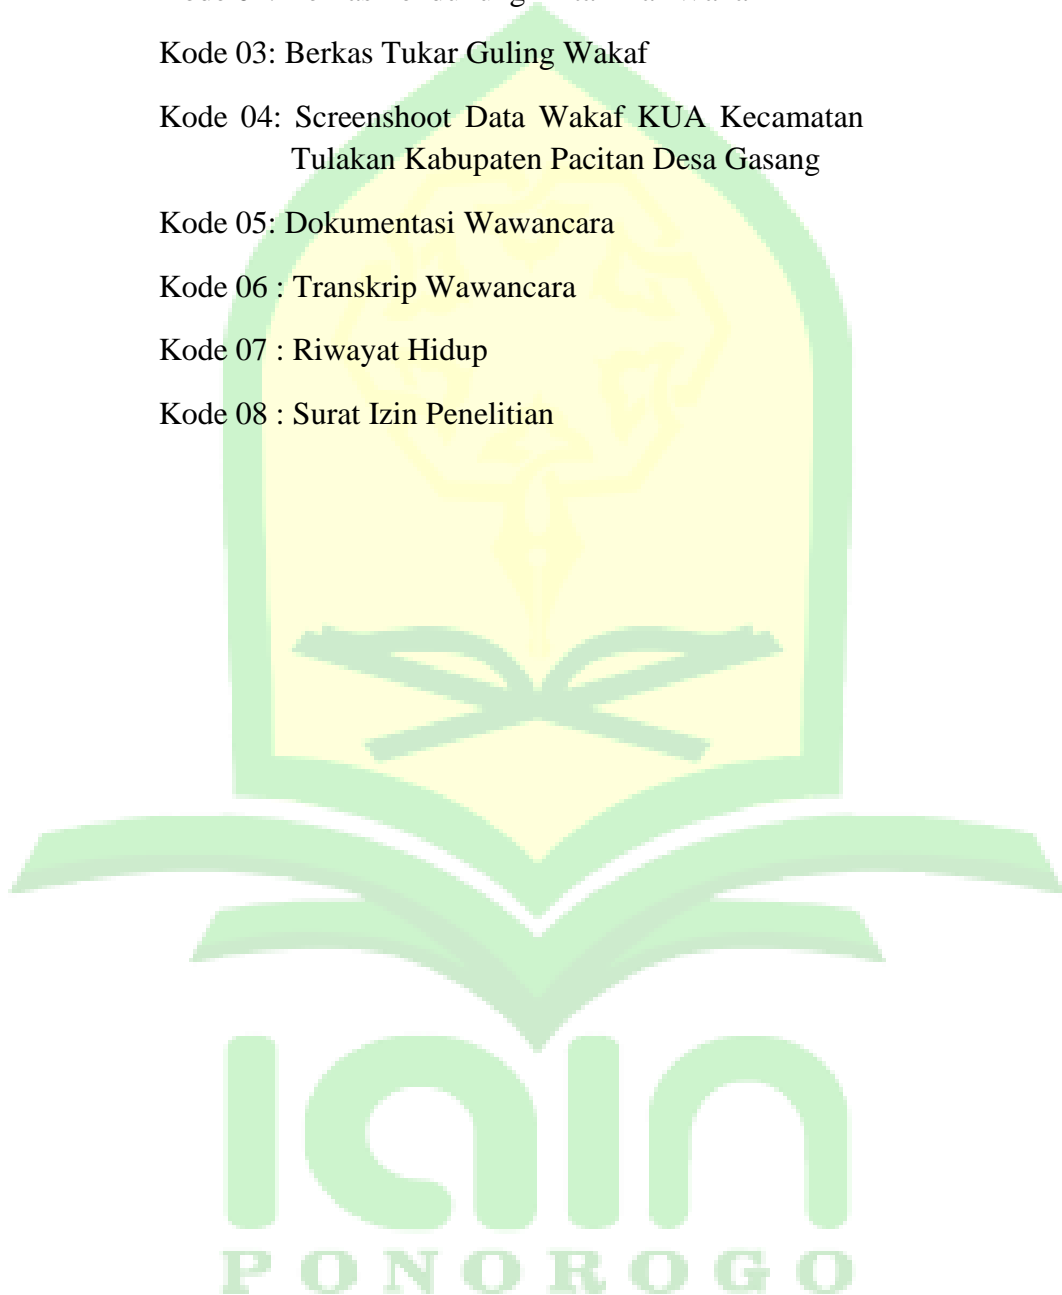 Kode 03: Berkas Tukar Guling Wakaf
Kode 04: Screenshoot Data Wakaf KUA Kecamatan
Tulakan Kabupaten Pacitan Desa Gasang
Kode 05: Dokumentasi Wawancara
Kode 06 : Transkrip Wawancara
Kode 07 : Riwayat Hidup
Kode 08 : Surat Izin Penelitian
iain
PONOROGO